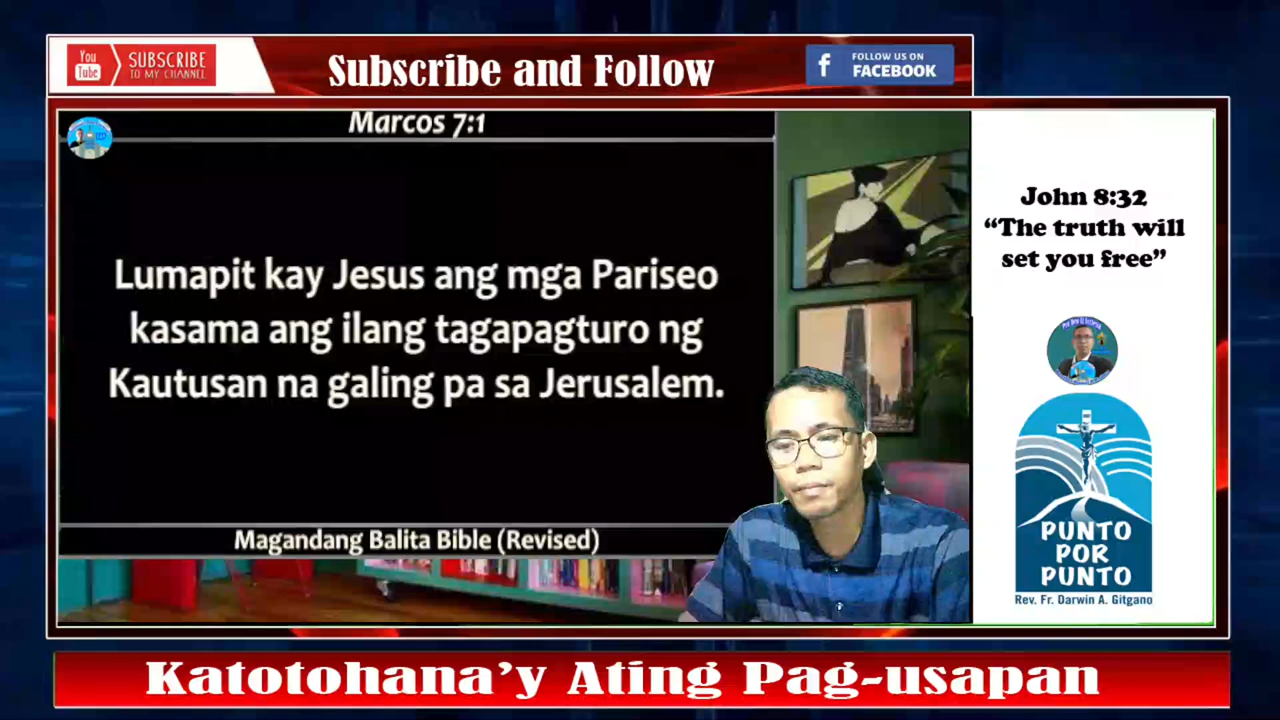 You
Tube
SUBSCRIBE
TO MY CHANNEL
Subscribe and Follow
f
FOLLOW US ON
FACEBOOK
Marcos 7:1
Lumapit kay Jesus ang mga Pariseo
kasama ang ilang tagapagturo ng
Kautusan na galing pa sa Jerusalem.
Magandang Balita Bible (Revised)
John 8:32
“The truth will
set you free”
PUNTO
POR
PUNTO
Rev. Fr. Darwin A. Gitgano
Katotohana’y Ating Pag-usapan